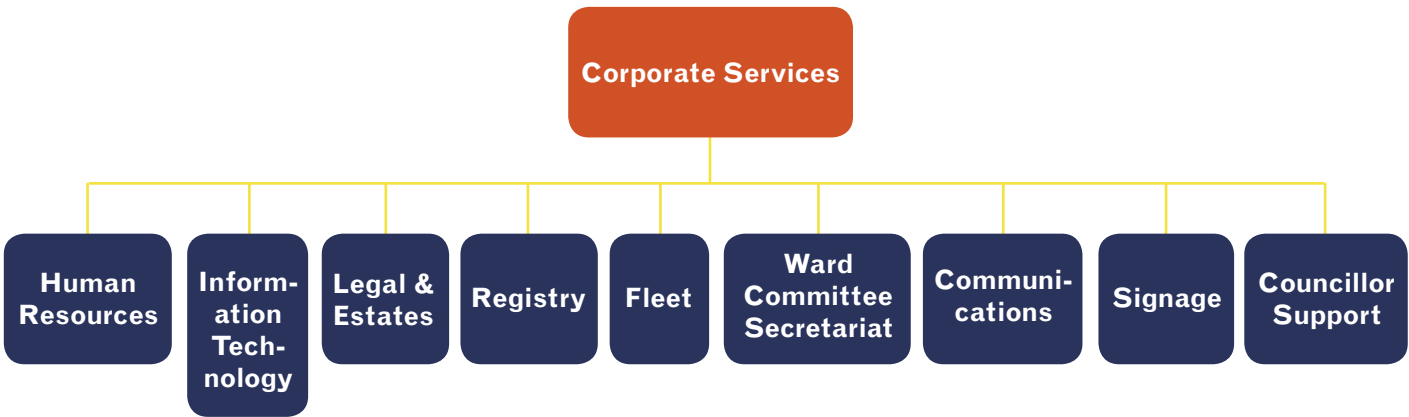 Corporate Services
Human
Resources
Inform-
ation
Tech-
nology
Legal &
Estates
Registry
Fleet
Ward
Committee
Secretariat
Communi-
cations
Signage
Councillor
Support